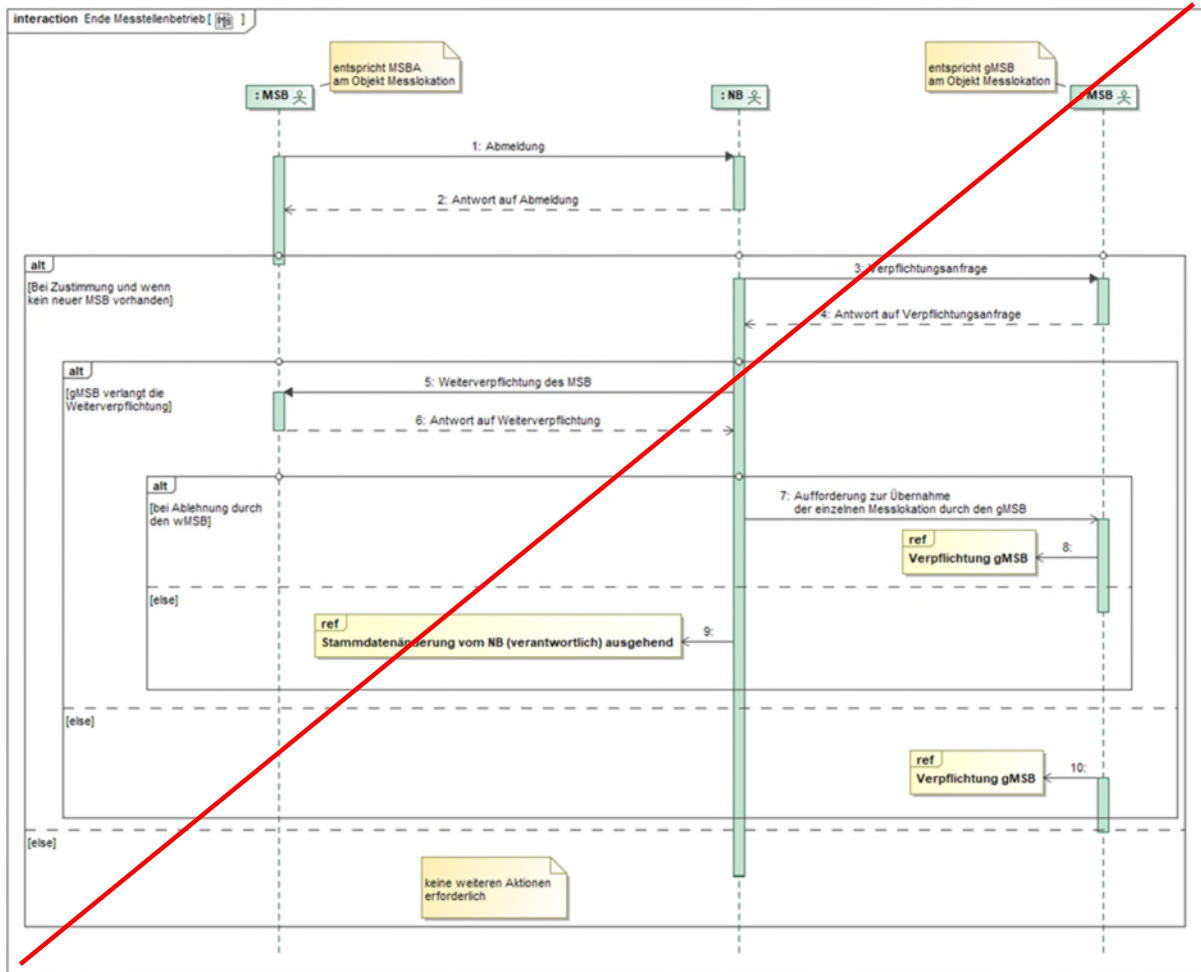 interaction Ende Messtellenbetrieb [ ]
entspricht MSBA
am Objekt Messlokation
entspricht gMSB
am Objekt Messlokation
: MSB
: NB
: MSB
1: Abmeldung
2: Antwort auf Abmeldung
alt
[Bei Zustimmung und wenn
kein neuer MSB vorhanden]
3: Verpflichtungsanfrage
4: Antwort auf Verpflichtungsanfrage
alt
[gMSB verlangt die
Weiterverpflichtung]
5: Weiterverpflichtung des MSB
6: Antwort auf Weiterverpflichtung
alt
[bei Ablehnung durch
den wMSB]
7: Aufforderung zur Übernahme
der einzelnen Messlokation durch den gMSB
ref
Verpflichtung gMSB
8:
[else]
ref
Stammdatenänderung vom NB (verantwortlich) ausgehend
9:
[else]
ref
Verpflichtung gMSB
10:
[else]
keine weiteren Aktionen
erforderlich